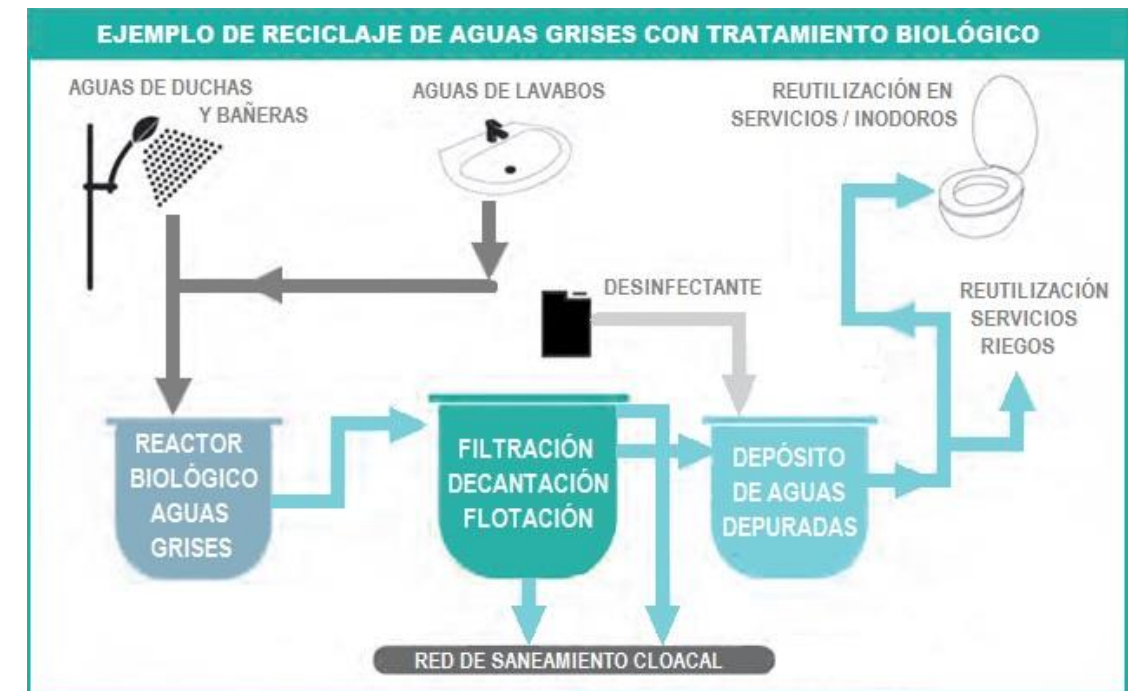 EJEMPLO DE RECICLAJE DE AGUAS GRISES CON TRATAMIENTO BIOLÓGICO
AGUAS DE DUCHAS
Y BAÑERAS
AGUAS DE LAVABOS
REUTILIZACIÓN EN
SERVICIOS / INODOROS
DESINFECTANTE
REUTILIZACIÓN
SERVICIOS
RIEGOS
REACTOR
BIOLÓGICO
AGUAS
GRISES
FILTRACIÓN
DECANTACIÓN
FLOTACIÓN
DEPÓSITO
DE AGUAS
DEPURADAS
RED DE SANEAMIENTO CLOACAL